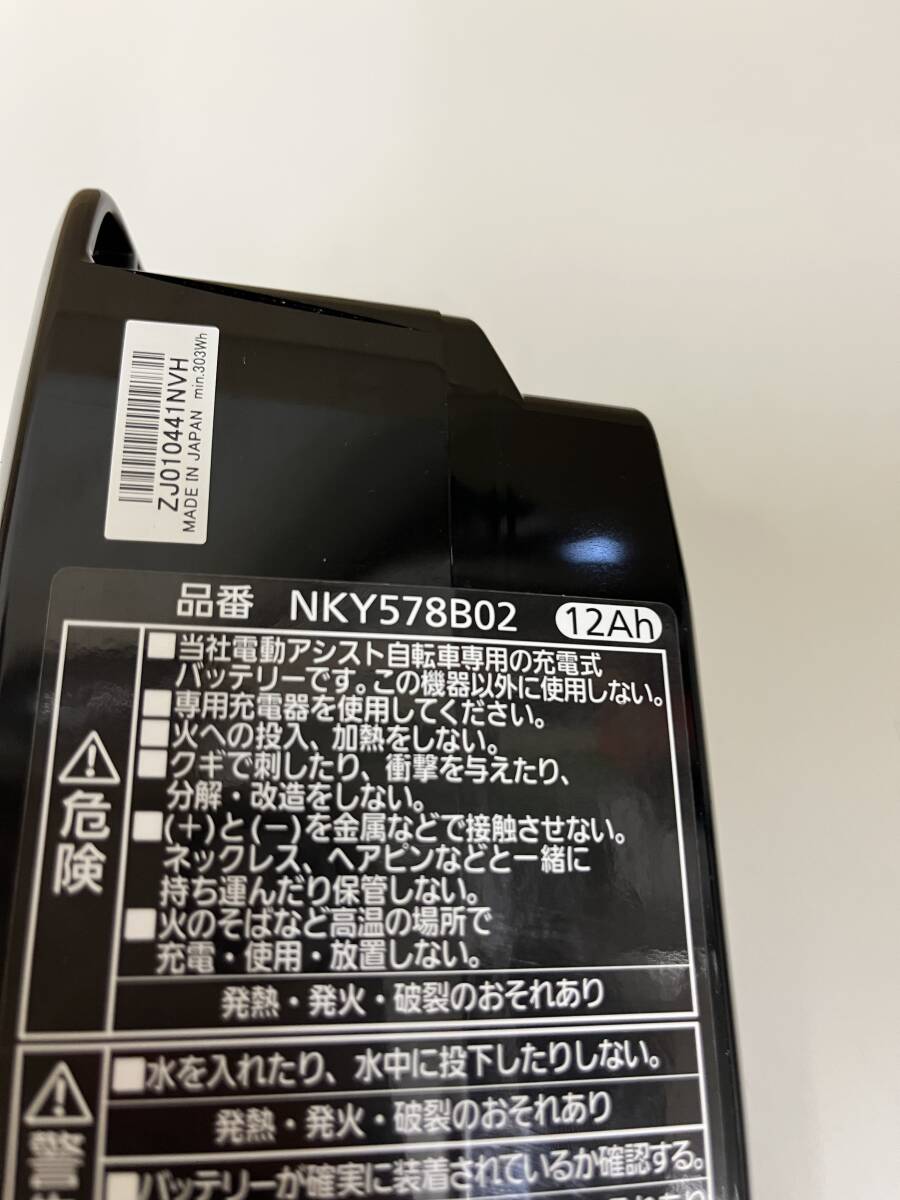 ZJ010441NVH
MADE IN JAPAN min.303Wh
品番 NKY578B02 12Ah
危険
■当社電動アシスト自転車専用の充電式
バッテリーです。この機器以外に使用しない。
■専用充電器を使用してください。
■火への投入、加熱をしない。
■クギで刺したり、衝撃を与えたり、
分解・改造をしない。
■(+)と(−)を金属などで接触させない。
ネックレス、ヘアピンなどと一緒に
持ち運んだり保管しない。
■火のそばなど高温の場所で
充電・使用・放置しない。
発熱・発火・破裂のおそれあり
■水を入れたり、水中に投下したりしない。
発熱・発火・破裂のおそれあり
■バッテリーが確実に装着されているか確認する。